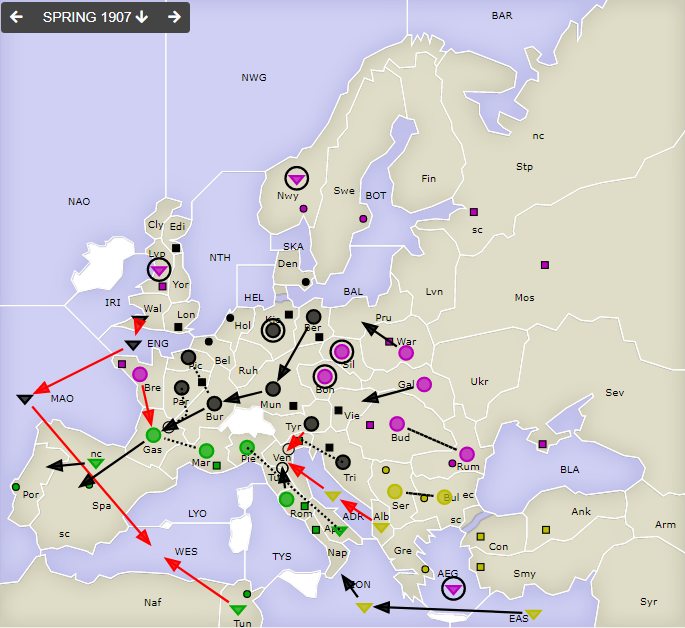 SPRING 1907
BAR
NWG
nc
Stp
Fin
Nwy
Swe
BOT
NAO
Cly
Edi
sc
SKA
Lvp
NTH
Den
Yor
Lvn
Mos
HEL
BAL
IRI
Wal
Lon
Hol
Kie
Ber
Pru
ENG
War
Bel
Pic
Ruh
Sil
MAO
Bre
Par
Boh
Gal
Ukr
Mun
Sev
Bur
Vie
Tyr
Bud
Gas
nc
Mar
Pie
Ven
Rum
Tri
BLA
Tus
Por
Spa
Ser
Bul
ec
Rom
ADR
Alb
sc
Ank
LYO
Apu
Arm
sc
Con
WES
TYS
Nap
Gre
AEG
Smy
ION
Naf
Syr
Tun
EAS